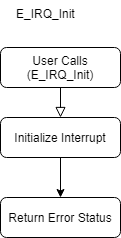 E_IRQ_Init
User Calls
(E_IRQ_Init)
Initialize Interrupt
Return Error Status